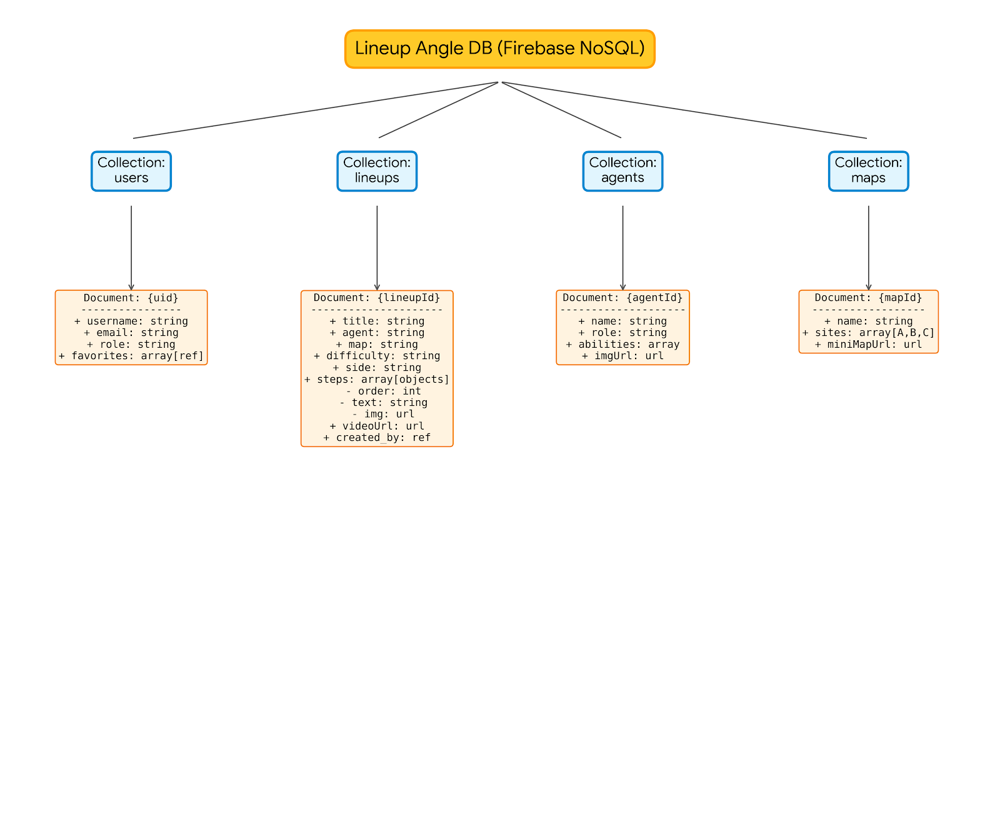 Lineup Angle DB (Firebase NoSQL)
Collection:
users
Collection:
lineups
Collection:
agents
Collection:
maps
Document: {uid}
----------------
+ username: string
+ email: string
+ role: string
+ favorites: array[ref]
Document: {lineupId}
---------------------
+ title: string
+ agent: string
+ map: string
+ difficulty: string
+ side: string
+ steps: array[objects]
- order: int
- text: string
- img: url
+ videoUrl: url
+ created_by: ref
Document: {agentId}
--------------------
+ name: string
+ role: string
+ abilities: array
+ imgUrl: url
Document: {mapId}
------------------
+ name: string
+ sites: array[A,B,C]
+ miniMapUrl: url